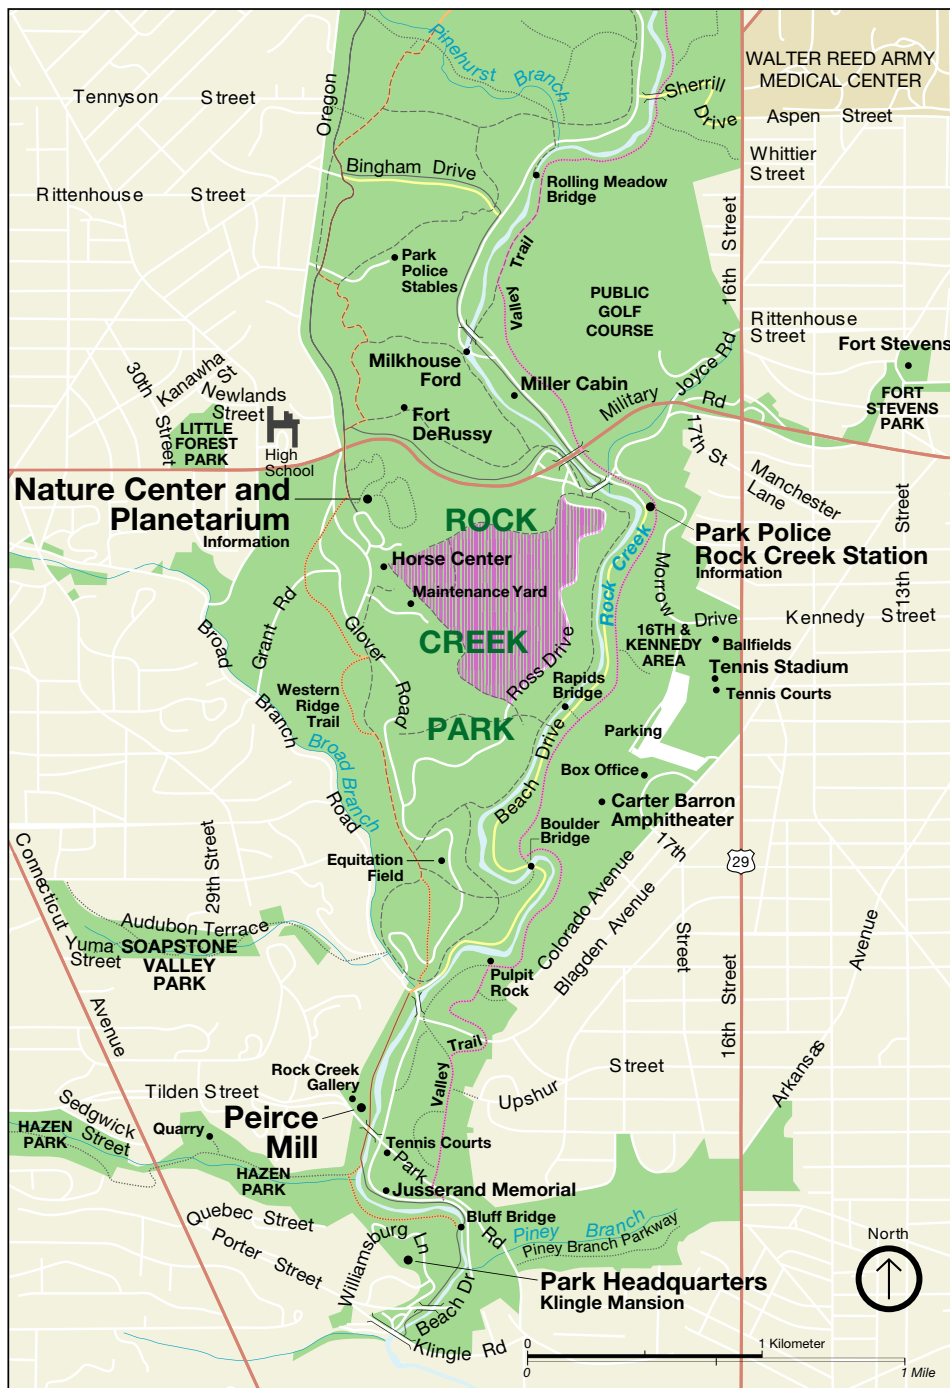 Pinehurst Branch
WALTER REED ARMY
MEDICAL CENTER
Sherrill
Drive
Tennyson Street
Oregon
Aspen Street
Whittier
Street
Bingham Drive
Rittenhouse Street
Rolling Meadow
Bridge
16th Street
Park
Police
Stables
Valley Trail
PUBLIC
GOLF
COURSE
Rittenhouse
Street
Fort Stevens
Milkhouse
Ford
Joyce Rd
30th
Street
Kanawha
St
Newlands
Street
Miller Cabin
Military Rd
FORT
STEVENS
PARK
Fort
DeRussy
LITTLE
FOREST
PARK
High
School
17th St
Manchester
Lane
Nature Center and
Planetarium
Information
ROCK
CREEK
PARK
Rock Creek
Park Police
Rock Creek Station
Information
13th Street
Horse Center
Maintenance Yard
Morrow
Drive
Kennedy Street
Broad
Branch
Road
Grant Rd
Glover
Road
16TH &
KENNEDY
AREA
Ballfields
Tennis Stadium
Tennis Courts
Ross Drive
Rapids
Bridge
Western
Ridge
Trail
Broad Branch
Parking
Beach Drive
Box Office
Carter Barron
Amphitheater
Boulder
Bridge
17th
Street
29
Connecticut
Avenue
29th Street
Equitation
Field
Colorado Avenue
Blagden Avenue
Avenue
Audubon Terrace
Yuma
Street
SOAPSTONE
VALLEY
PARK
Pulpit
Rock
16th Street
Valley Trail
Arkansas
Rock Creek
Gallery
Upshur Street
Tilden Street
Peirce
Mill
Sedgwick
Street
HAZEN
PARK
Quarry
Tennis Courts
HAZEN
PARK
Park
Rd
Jusserand Memorial
Quebec Street
Bluff Bridge
Piney Branch
Piney Branch Parkway
Porter Street
Williamsburg
Ln
North
Park Headquarters
Klingle Mansion
Beach Dr
Klingle Rd
0
1 Kilometer
0
1 Mile